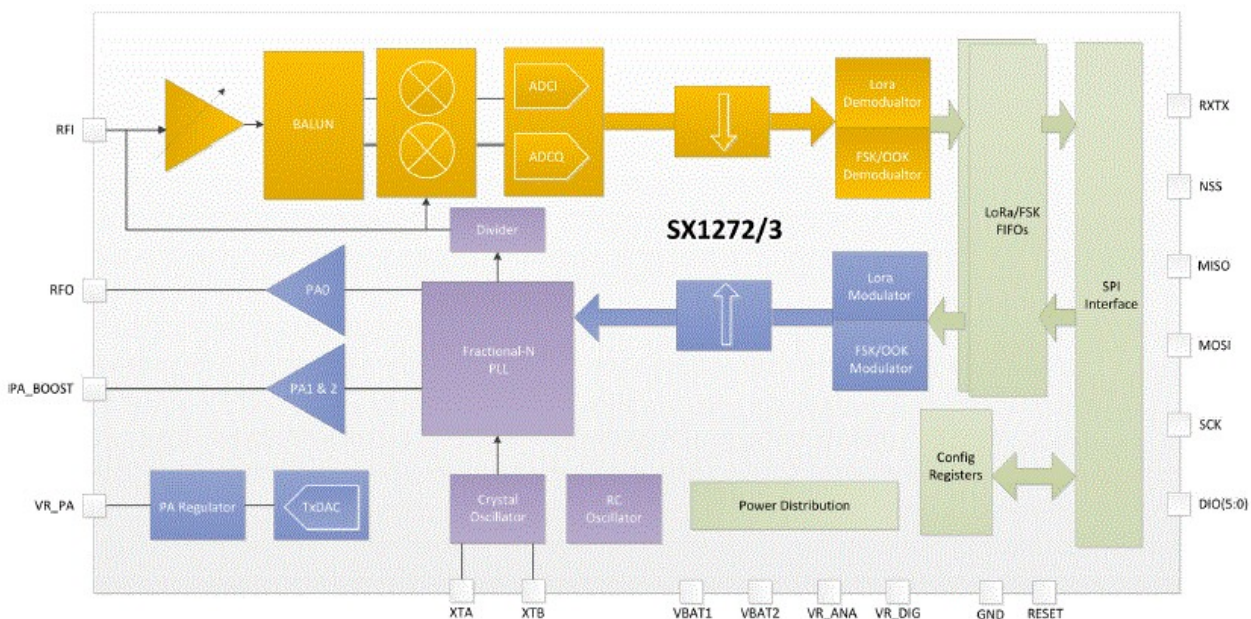 RFI
BALUN
ADCI
ADCQ
Lora
Demodualtor
FSK/OOK
Demodualtor
LoRa/FSK
FIFOs
SPI
Interface
RXTX
NSS
MISO
MOSI
SCK
DIO(5:0)
Divider
SX1272/3
RFO
PA0
Fractional-N
PLL
Lora
Modulator
FSK/OOK
Modulator
PA_BOOST
PA1 & 2
VR_PA
PA Regulator
TxDAC
Crystal
Oscillator
RC
Oscillator
Power Distribution
Config
Registers
XTA
XTB
VBAT1
VBAT2
VR_ANA
VR_DIG
GND
RESET